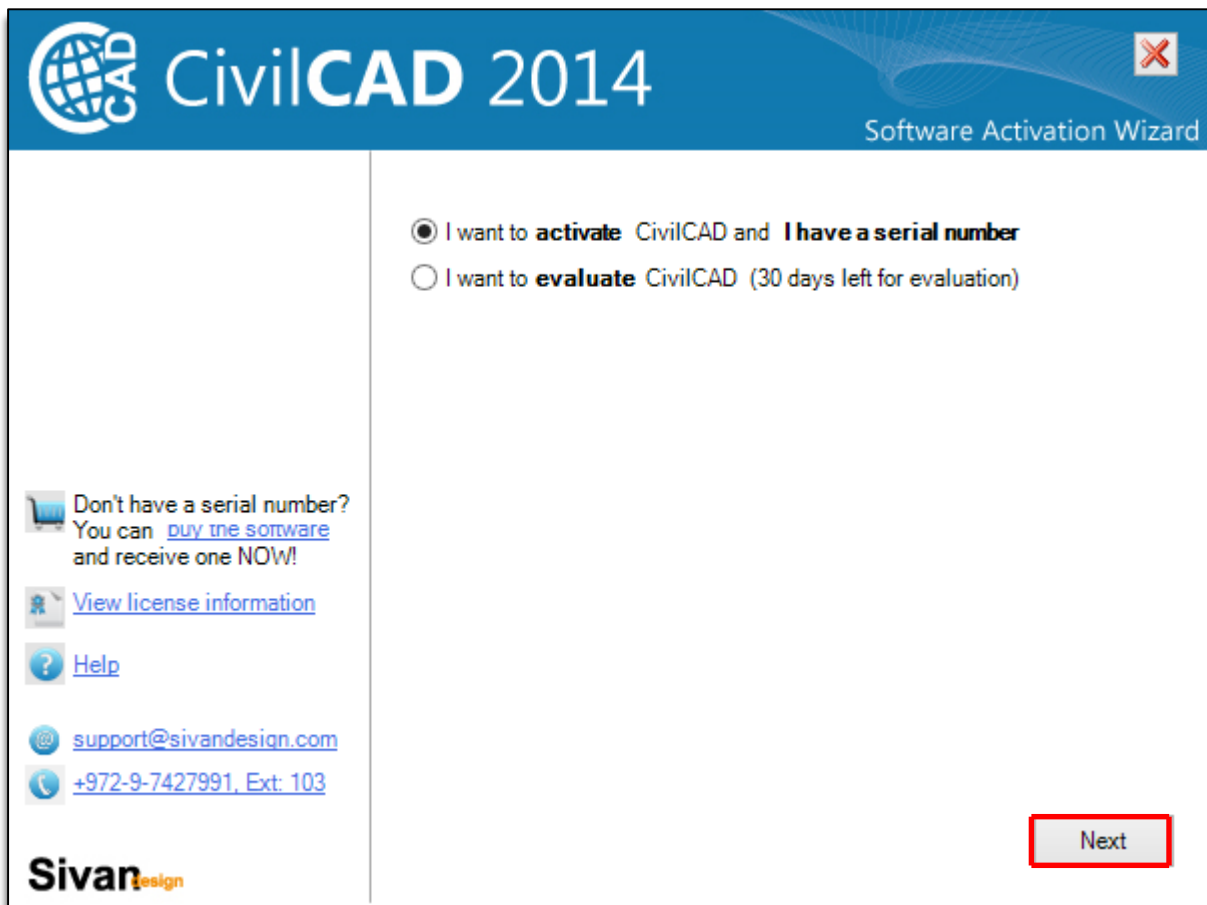 CAD
CivilCAD 2014
Software Activation Wizard
I want to activate CivilCAD and I have a serial number
I want to evaluate CivilCAD (30 days left for evaluation)
Don't have a serial number?
You can buy the software
and receive one NOW!
View license information
? Help
@ support@sivandesign.com
+972-9-7427991, Ext: 103
Next
Sivan design